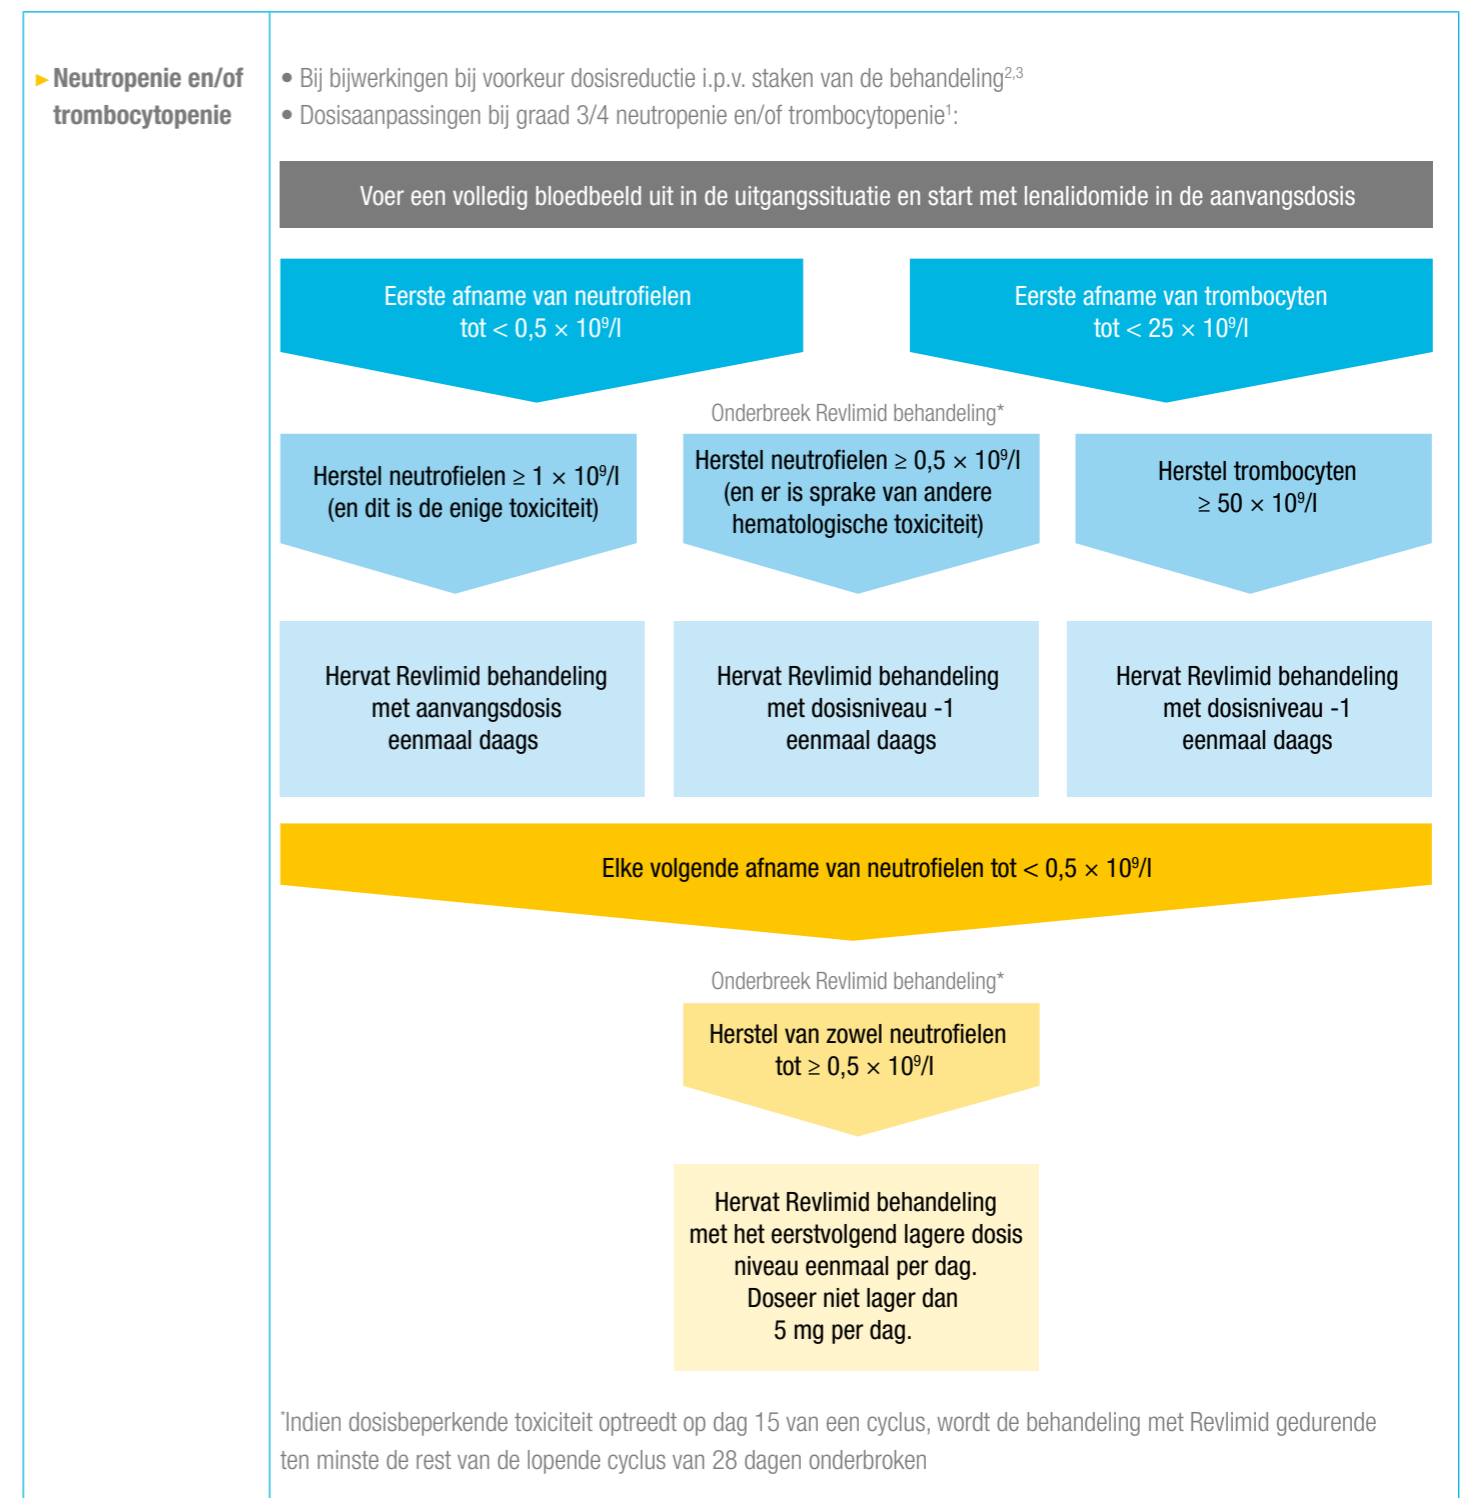 ► Neutropenie en/of
trombocytopenie
• Bij bijwerkingen bij voorkeur dosisreductie i.p.v. staken van de behandeling²,³
• Dosisaanpassingen bij graad 3/4 neutropenie en/of trombocytopenie¹:
Voer een volledig bloedbeeld uit in de uitgangssituatie en start met lenalidomide in de aanvangsdosis
Eerste afname van neutrofielen
tot < 0,5 × 10⁹/l
Eerste afname van trombocyten
tot < 25 × 10⁹/l
Onderbreek Revlimid behandeling*
Herstel neutrofielen ≥ 1 × 10⁹/l
(en dit is de enige toxiciteit)
Herstel neutrofielen ≥ 0,5 × 10⁹/l
(en er is sprake van andere
hematologische toxiciteit)
Herstel trombocyten
≥ 50 × 10⁹/l
Hervat Revlimid behandeling
met aanvangsdosis
eenmaal daags
Hervat Revlimid behandeling
met dosisniveau -1
eenmaal daags
Hervat Revlimid behandeling
met dosisniveau -1
eenmaal daags
Elke volgende afname van neutrofielen tot < 0,5 × 10⁹/l
Onderbreek Revlimid behandeling*
Herstel van zowel neutrofielen
tot ≥ 0,5 × 10⁹/l
Hervat Revlimid behandeling
met het eerstvolgend lagere dosis
niveau eenmaal per dag.
Doseer niet lager dan
5 mg per dag.
*Indien dosisbeperkende toxiciteit optreedt op dag 15 van een cyclus, wordt de behandeling met Revlimid gedurende
ten minste de rest van de lopende cyclus van 28 dagen onderbroken